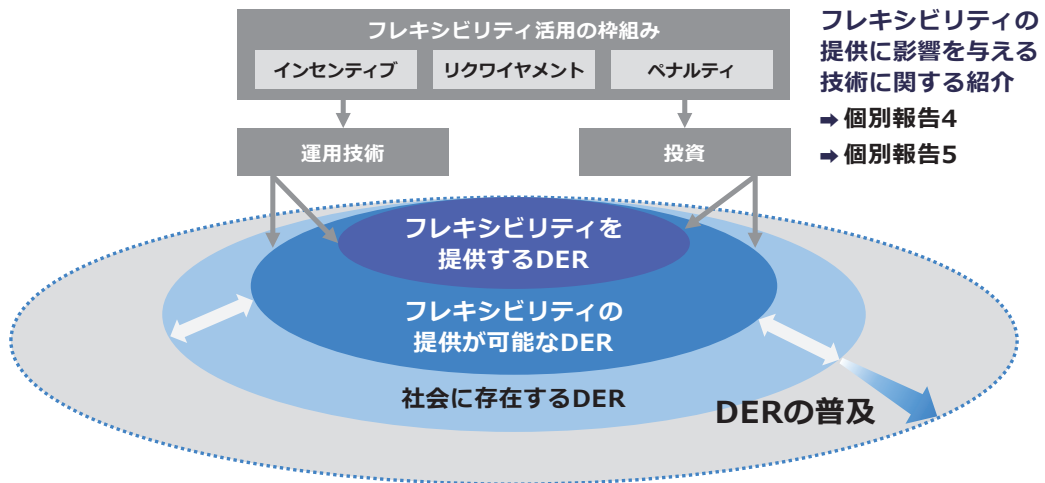 フレキシビリティ活用の枠組み
インセンティブ
リクワイヤメント
ペナルティ
運用技術
投資
フレキシビリティの
提供に影響を与える
技術に関する紹介
➡ 個別報告4
➡ 個別報告5
フレキシビリティを
提供するDER
フレキシビリティの
提供が可能なDER
社会に存在するDER
DERの普及